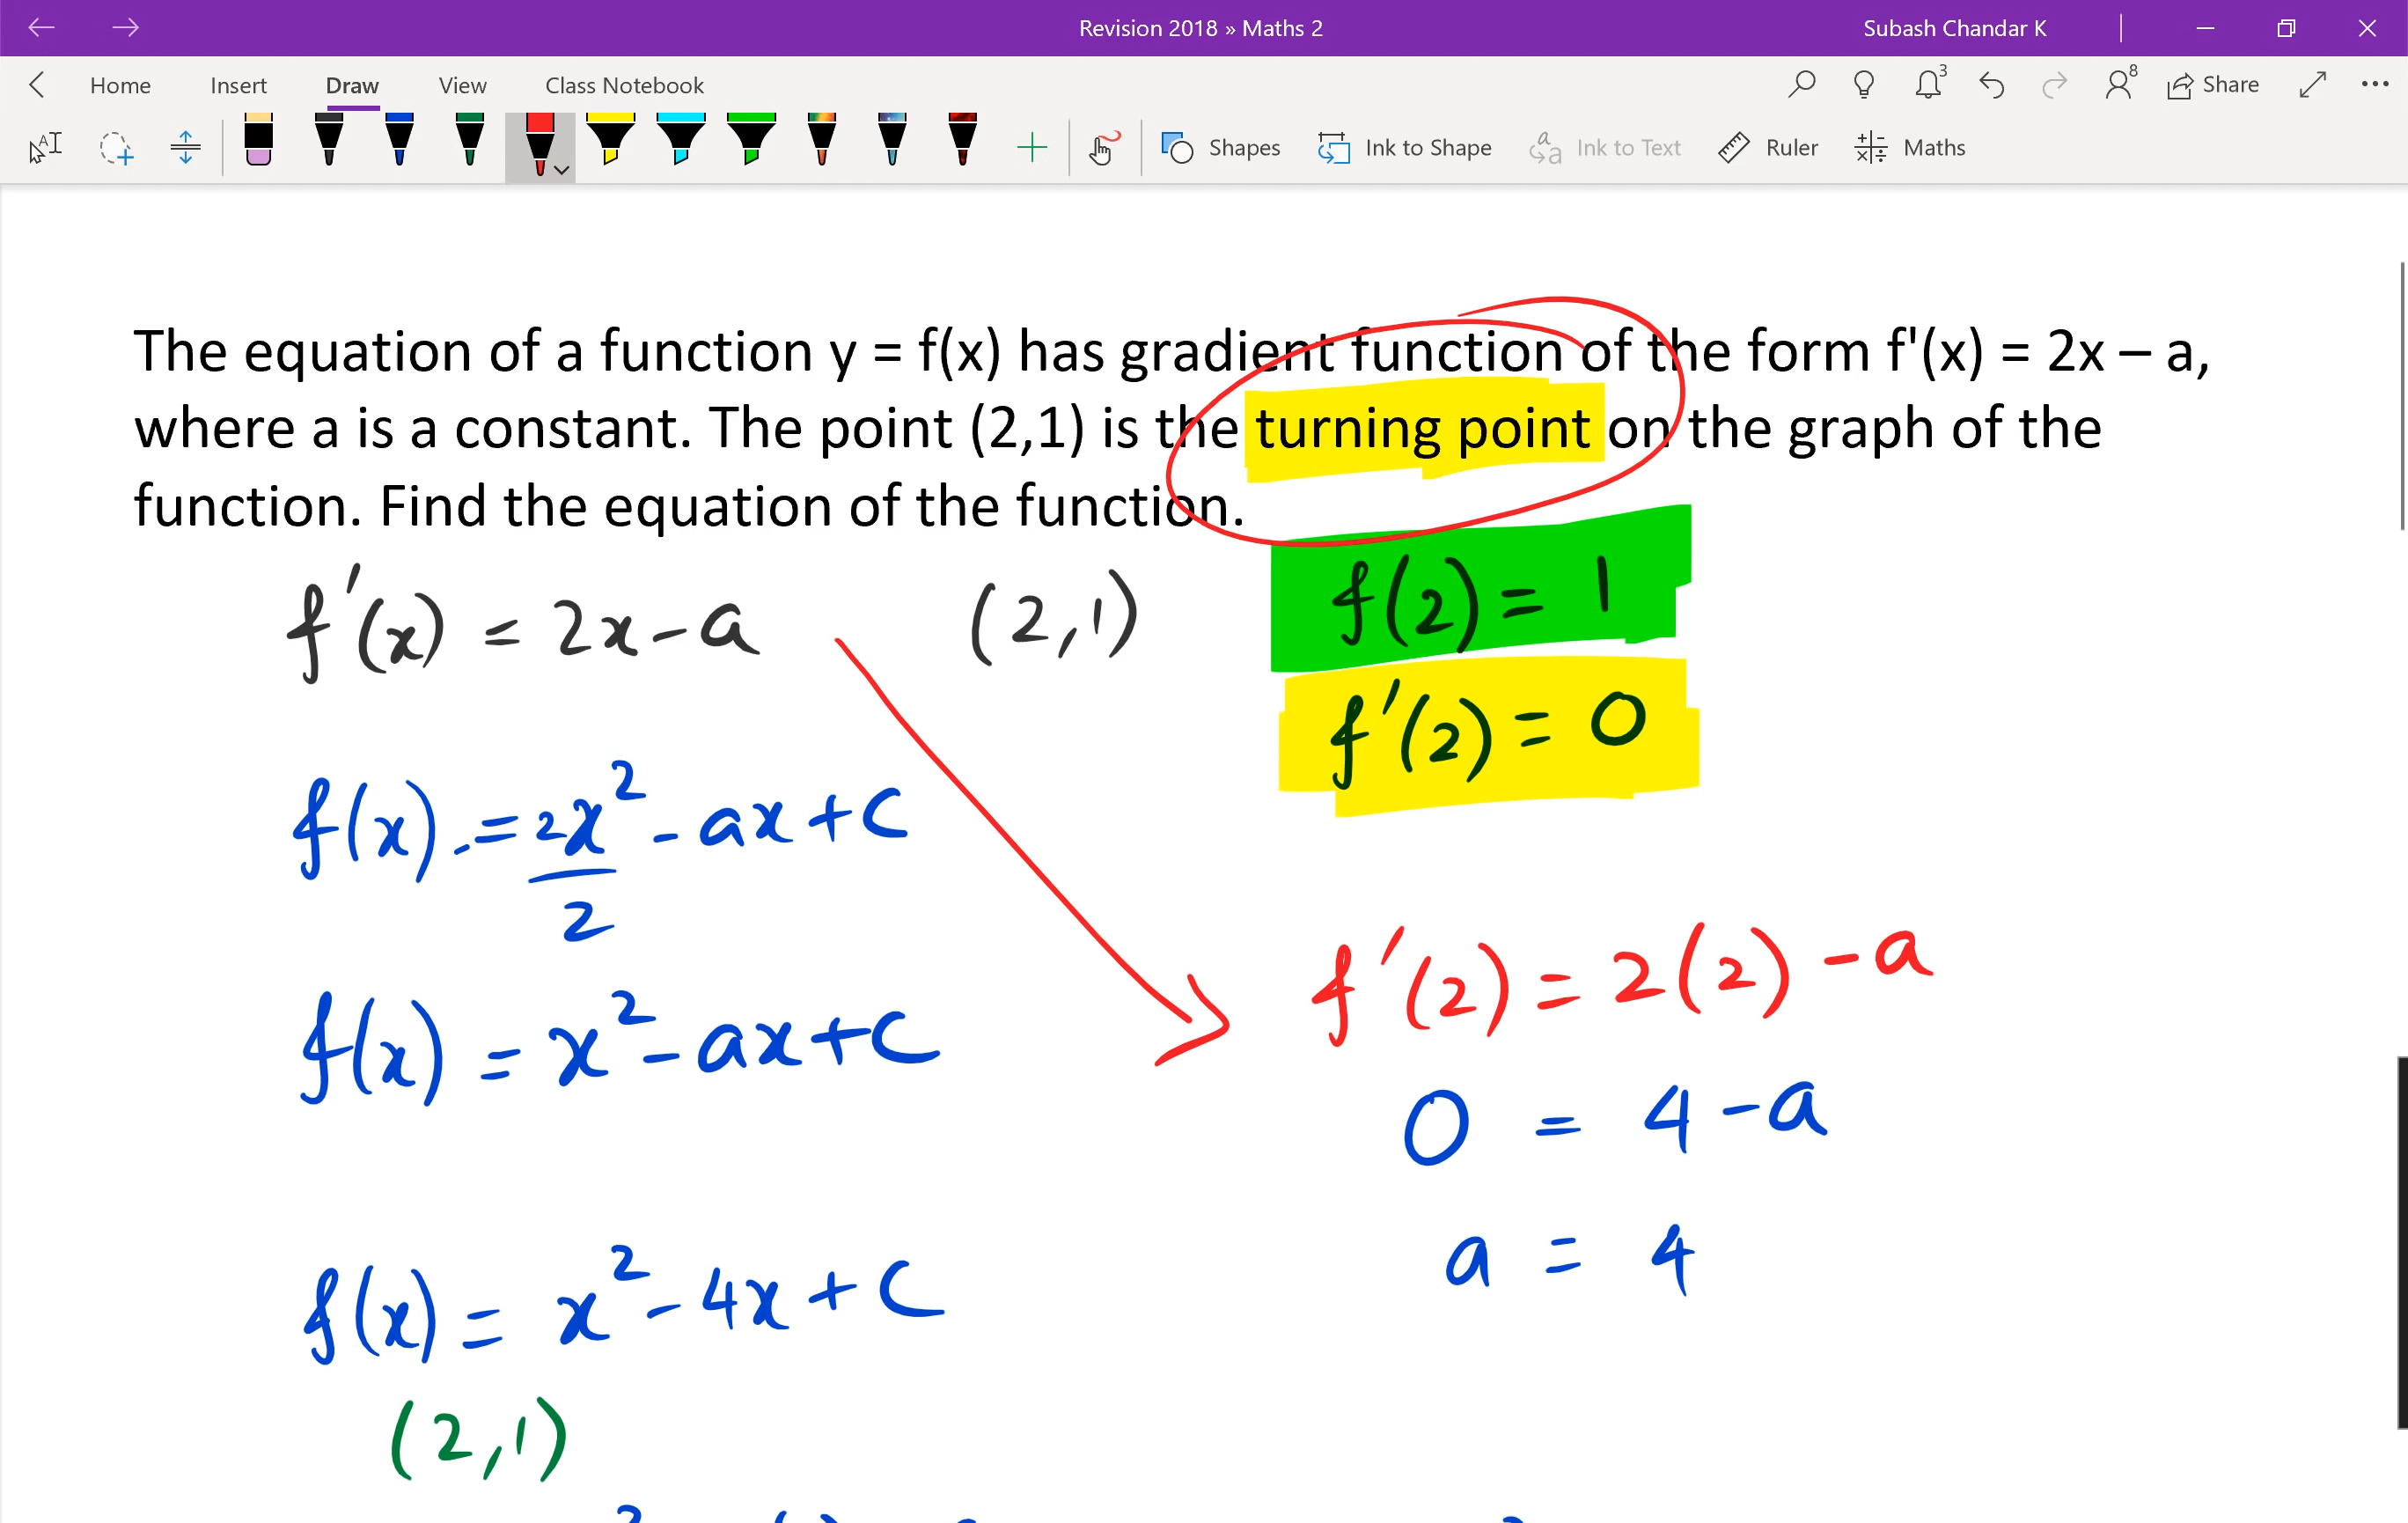 Revision 2018 » Maths 2
Subash Chandar K
Home Insert Draw View Class Notebook
3 8 Share
Shapes Ink to Shape Ink to Text Ruler Maths
The equation of a function y = f(x) has gradient function of the form f'(x) = 2x – a,
where a is a constant. The point (2,1) is the turning point on the graph of the
function. Find the equation of the function.
f'(x) = 2x - a (2,1) f(2) = 1
f'(2) = 0
f(x) = 2x²/2 - ax + c
f'(2) = 2(2) - a
f(x) = x² - ax + c
0 = 4 - a
a = 4
f(x) = x² - 4x + c
(2,1)